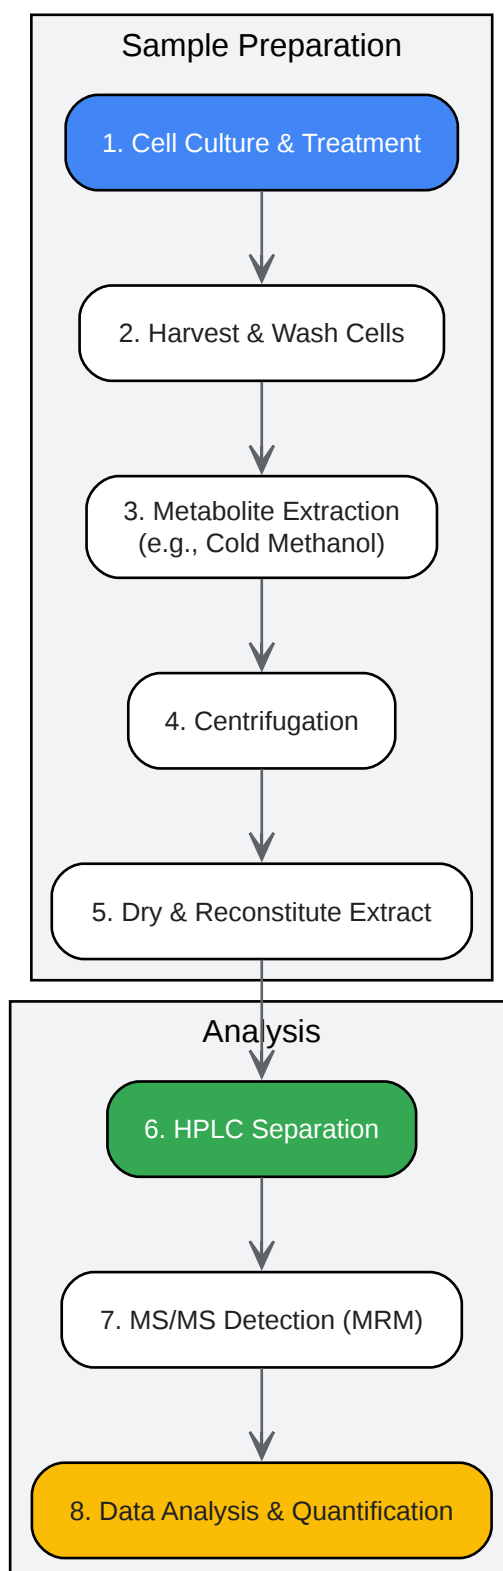 Sample Preparation
1. Cell Culture & Treatment
2. Harvest & Wash Cells
3. Metabolite Extraction
(e.g., Cold Methanol)
4. Centrifugation
5. Dry & Reconstitute Extract
Analysis
6. HPLC Separation
7. MS/MS Detection (MRM)
8. Data Analysis & Quantification